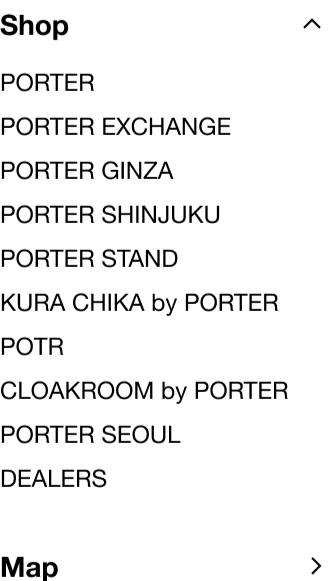 Shop
PORTER
PORTER EXCHANGE
PORTER GINZA
PORTER SHINJUKU
PORTER STAND
KURA CHIKA by PORTER
POTR
CLOAKROOM by PORTER
PORTER SEOUL
DEALERS
Map